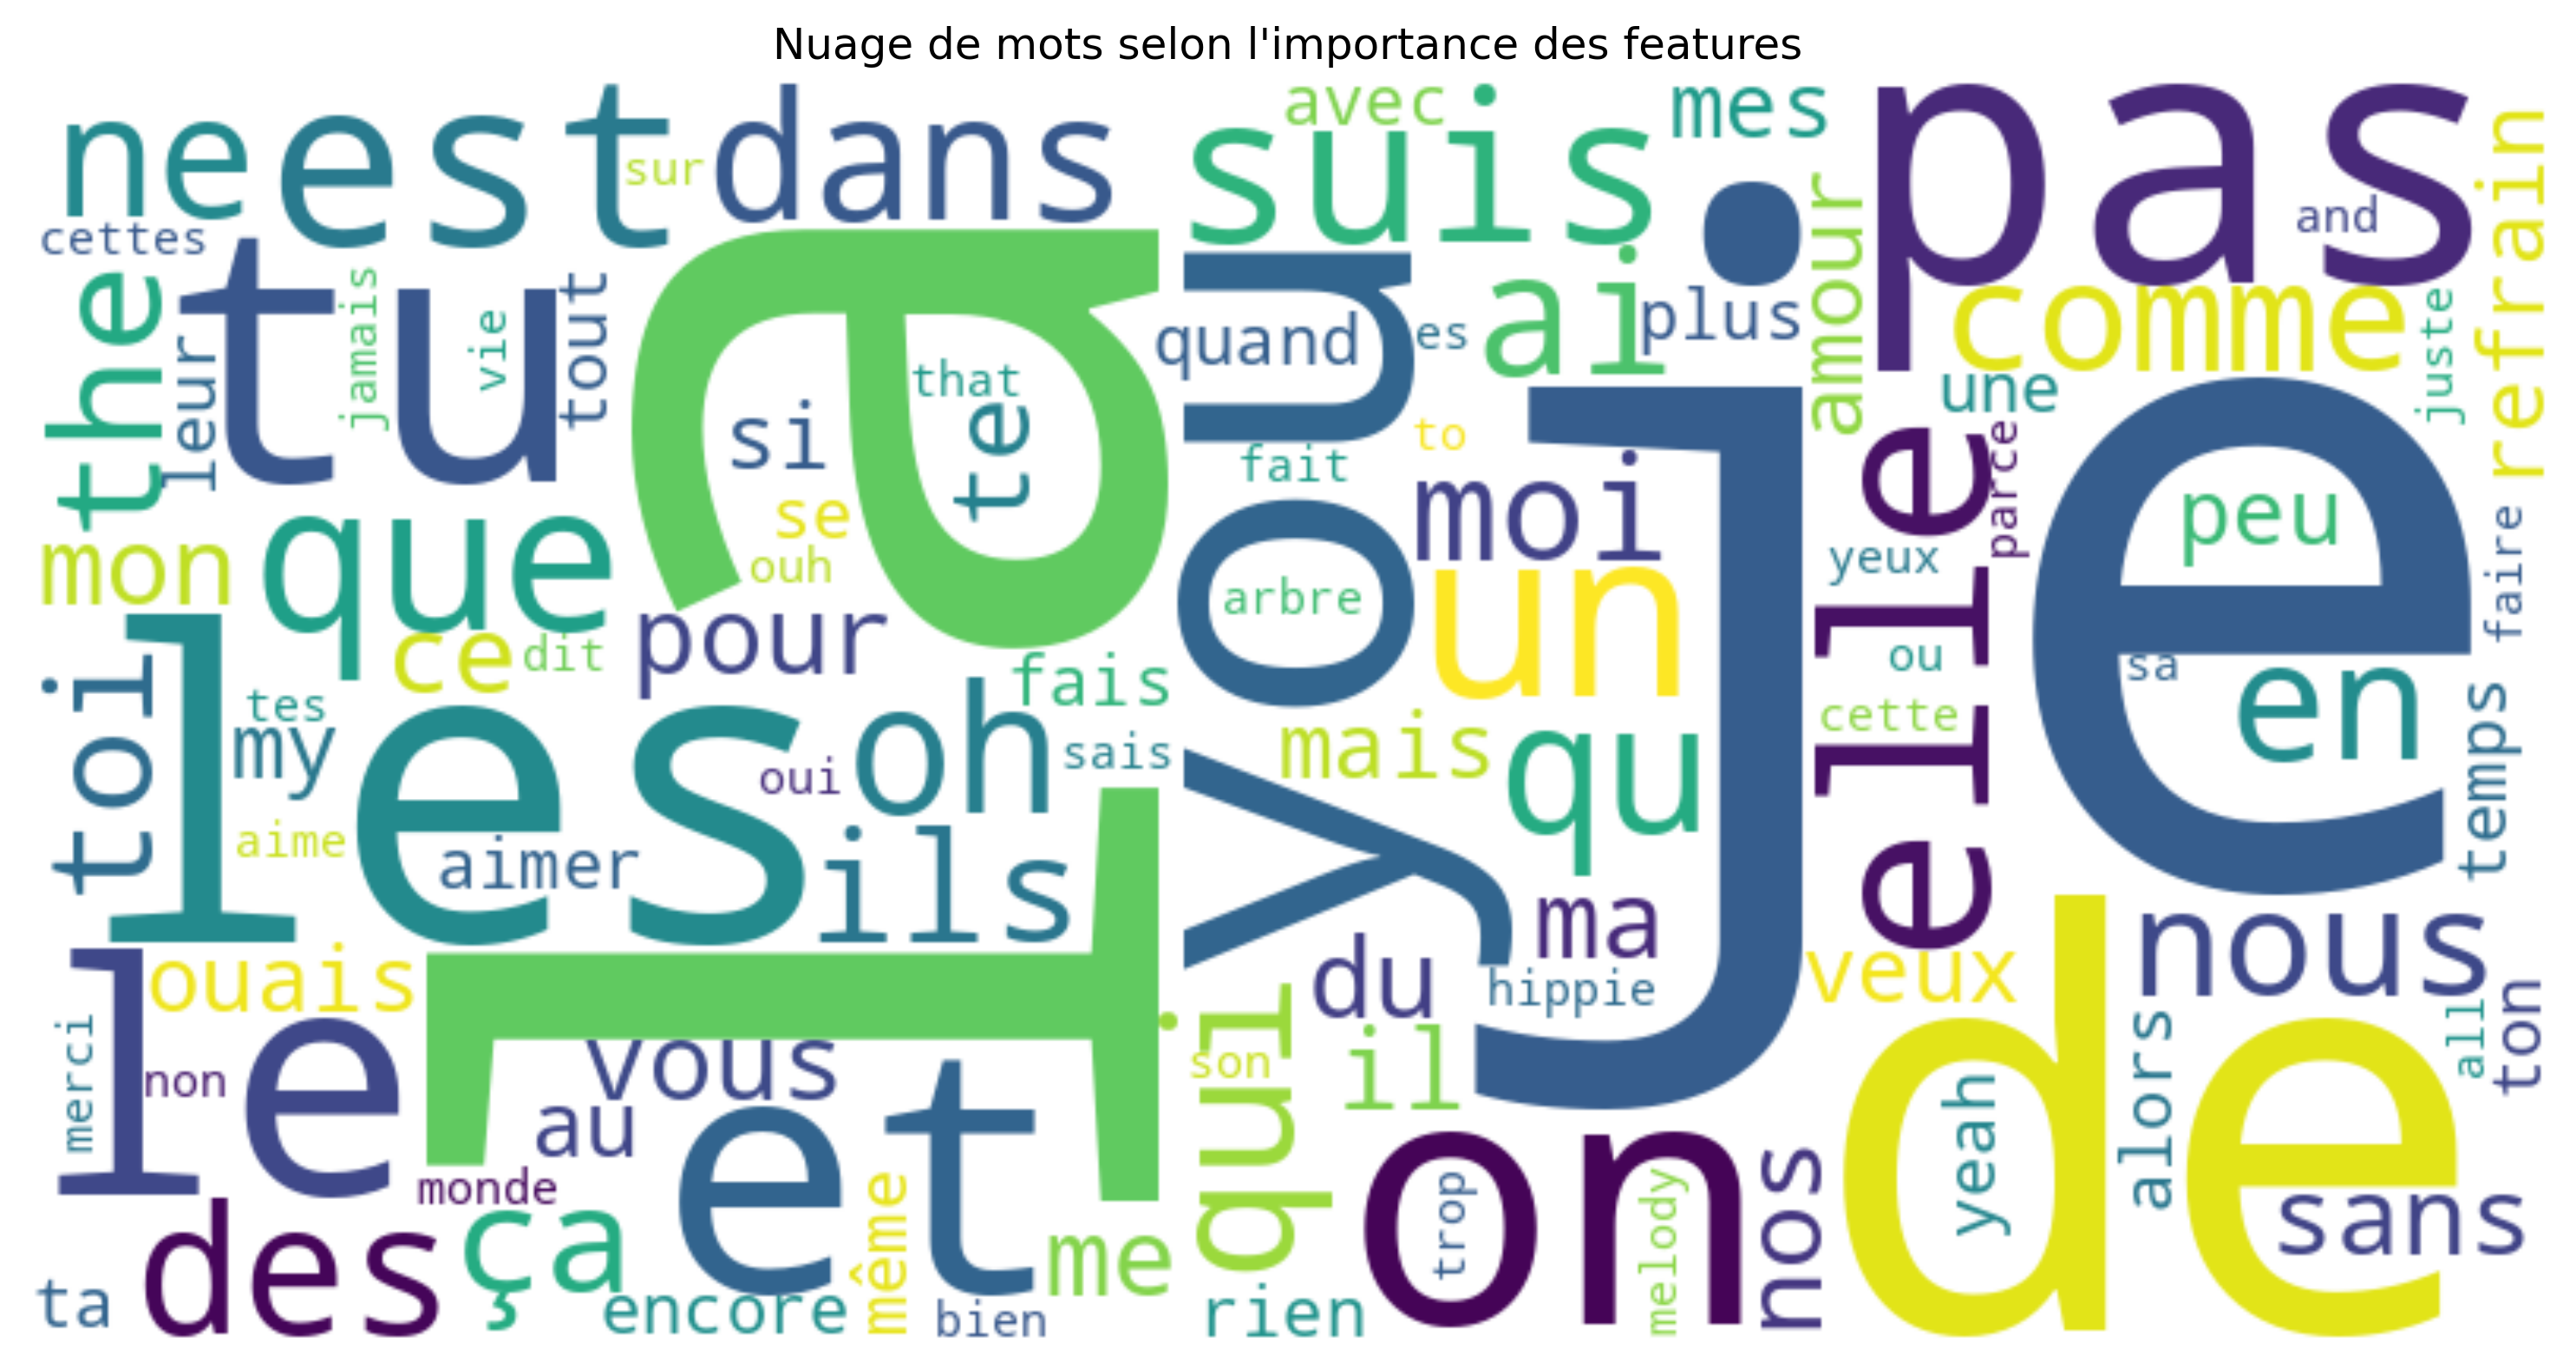 Nuage de mots selon l'importance des features
ne
est
sur
dans
avec
suis
mes
pas
and
refrain
cettes
the
leur
tu
jamais
vie
tout
la
that
te
si
se
ouh
quand
you
es
ai
plus
amour
comme
juste
une
elle
parce
je
peu
faire
mon
que
ce
dit
pour
fait
to
moi
un
arbre
yeux
ou
cette
sa
en
temps
toi
les
tes
my
aime
aimer
oui
oh
fais
sais
ils
mais
qu
ma
hippie
du
veux
nous
ouais
le
merci
non
vous
au
et
qui
son
il
on
trop
melody
nos
de
yeah
alors
all
ton
sans
monde
des
ça
ta
encore
même
bien
me
rien